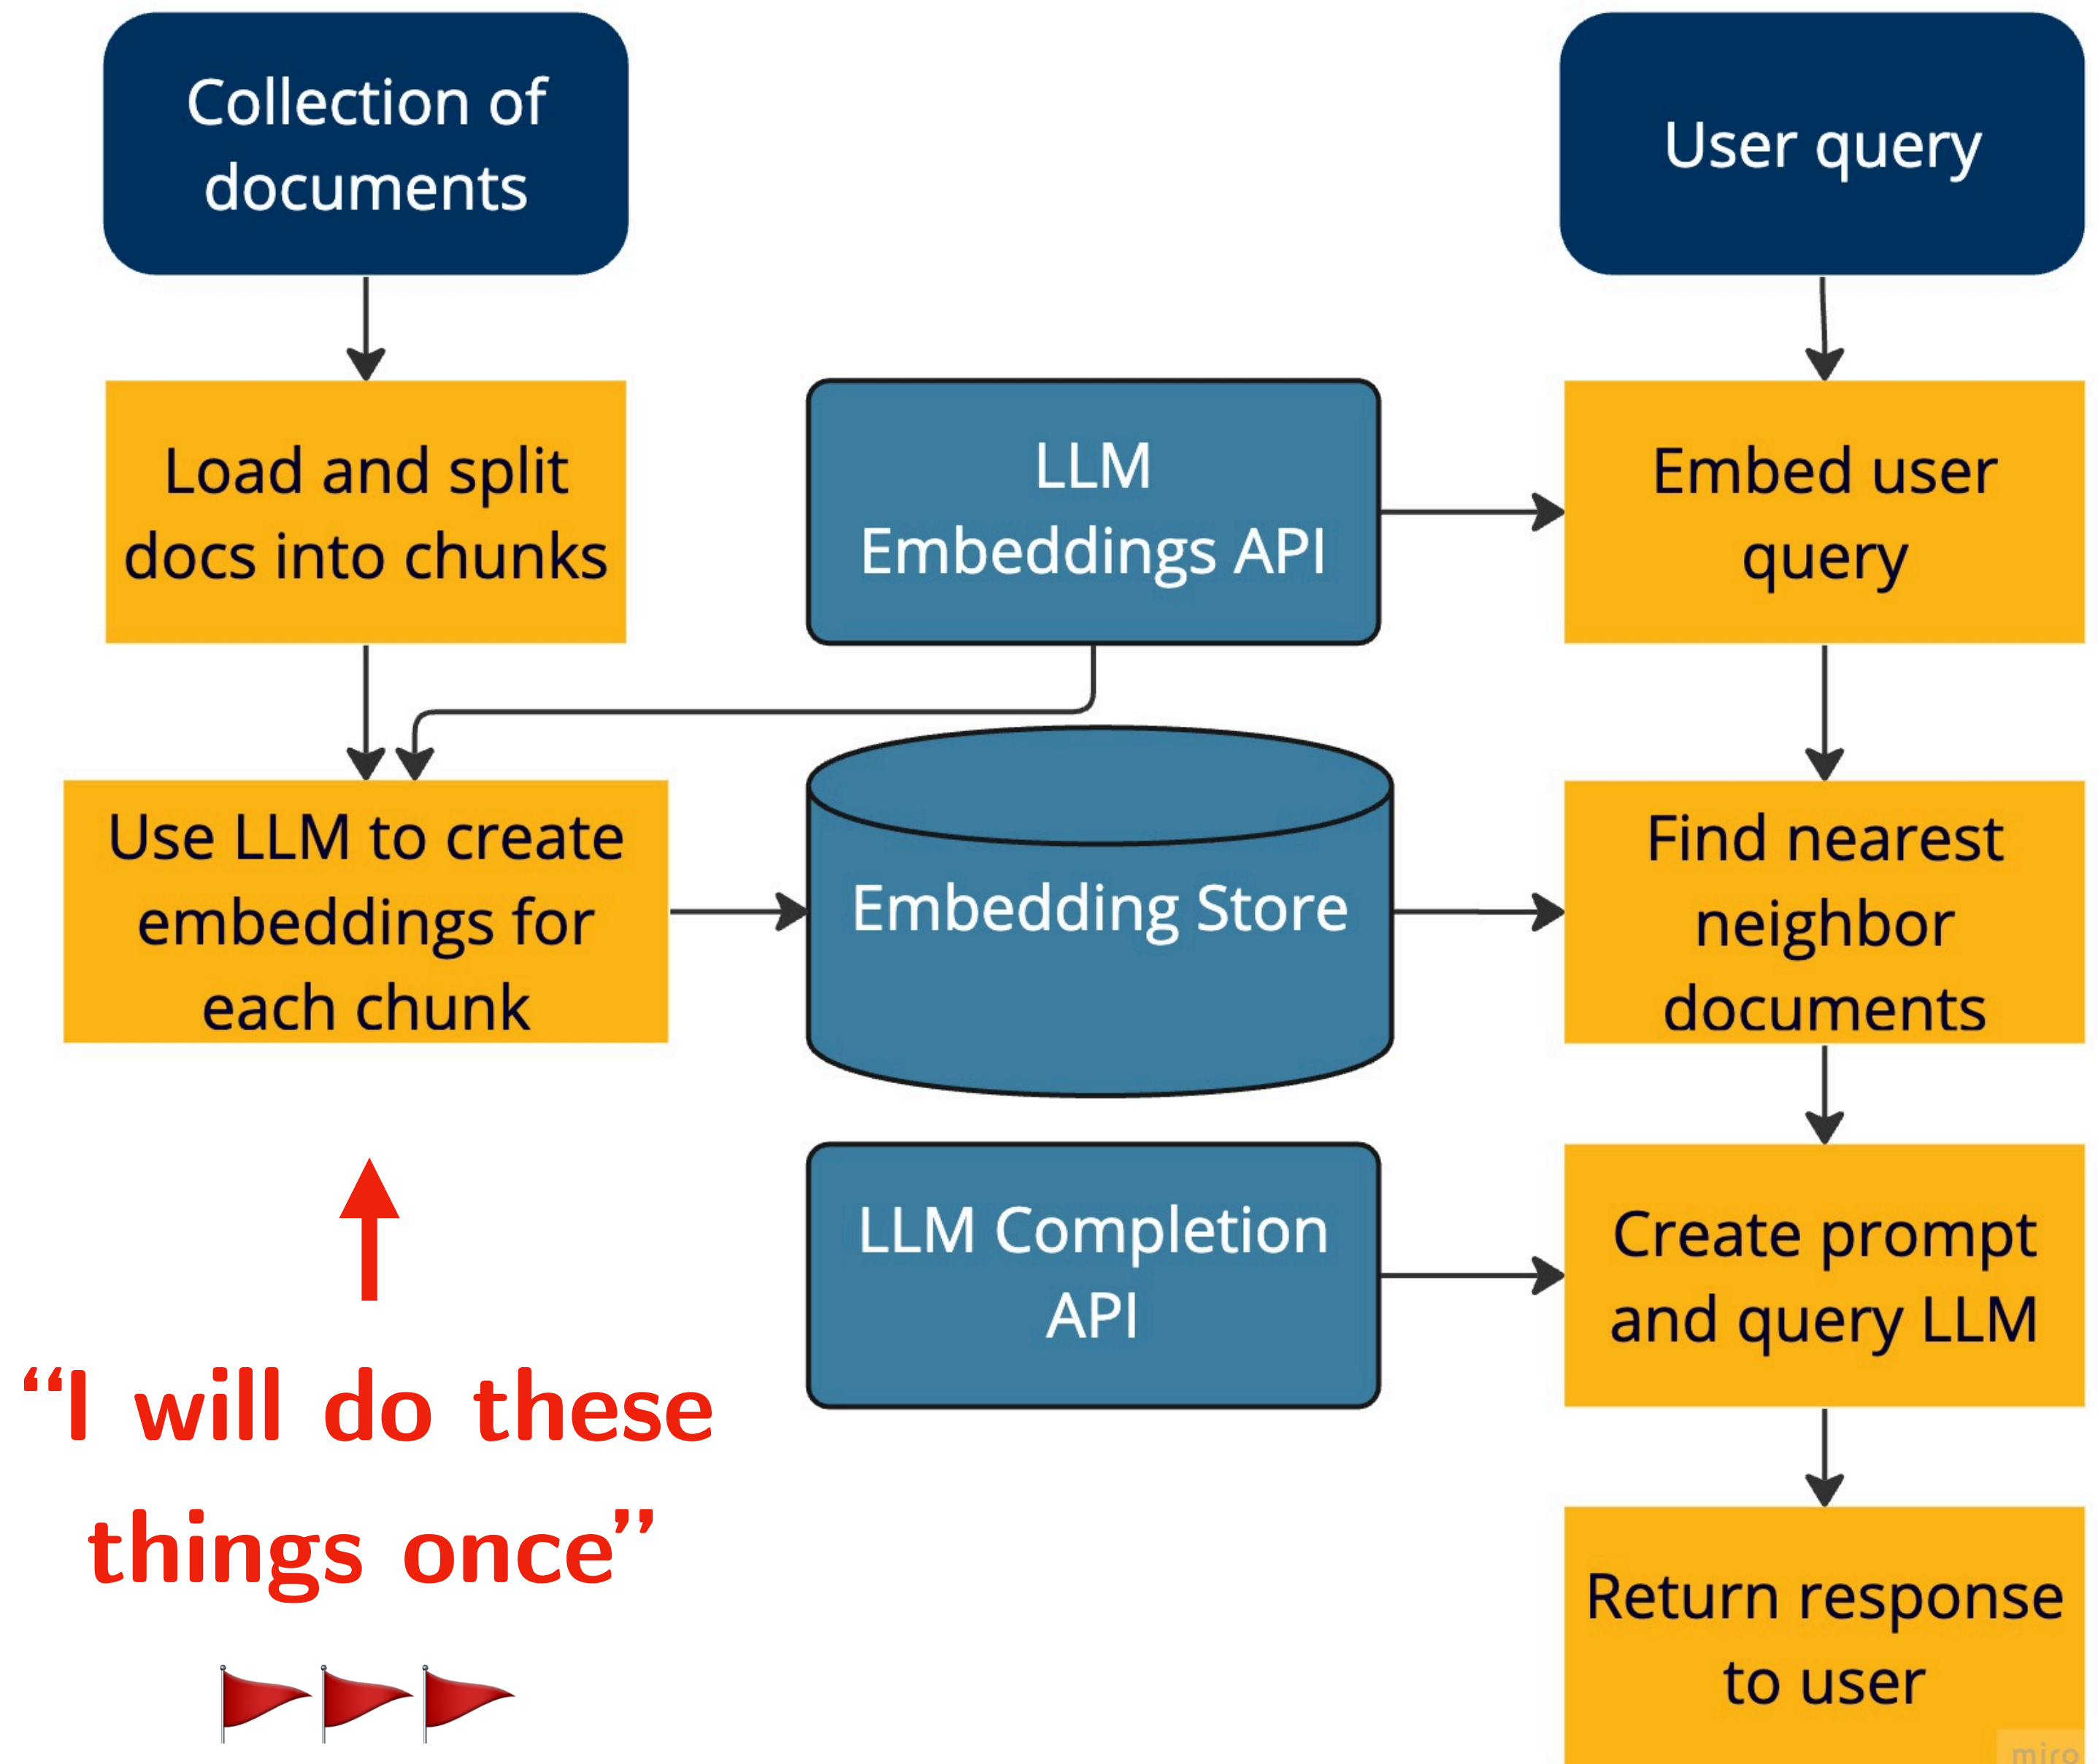 Collection of
documents
User query
Load and split
docs into chunks
LLM
Embeddings API
Embed user
query
Use LLM to create
embeddings for
each chunk
Embedding Store
Find nearest
neighbor
documents
LLM Completion
API
Create prompt
and query LLM
“I will do these
things once”
Return response
to user
miro